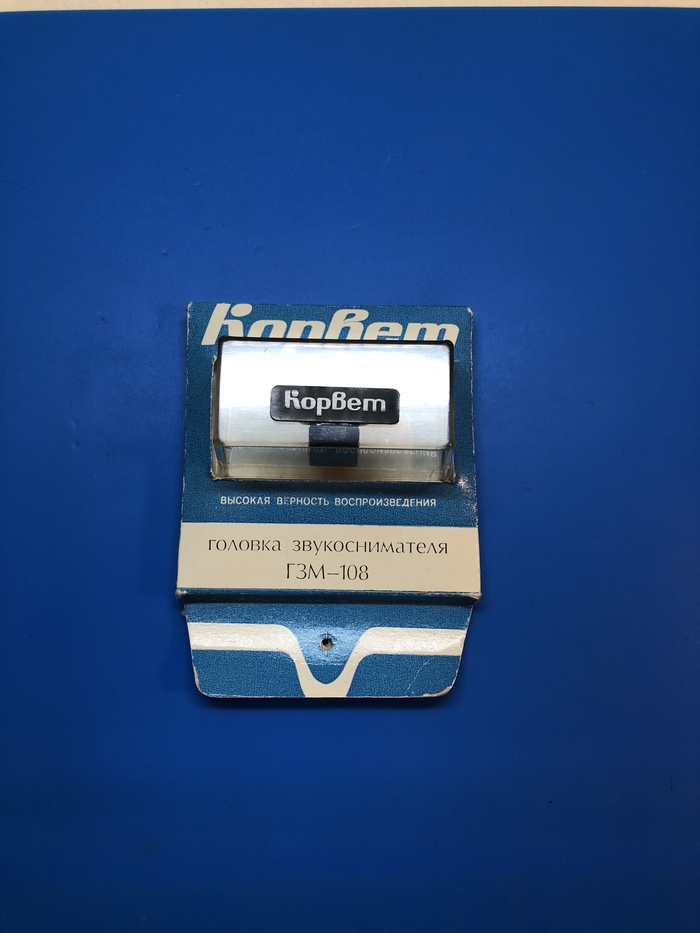 Корвет
Корвет
ВЫСОКАЯ ВЕРНОСТЬ ВОСПРОИЗВЕДЕНИЯ
головка звукоснимателя
ГЗМ–108